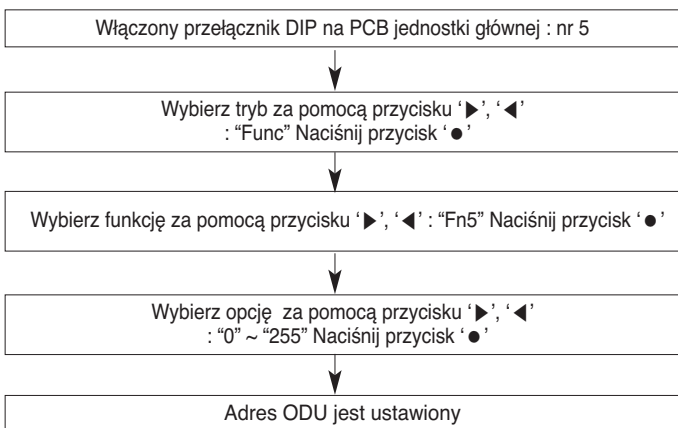 Włączony przełącznik DIP na PCB jednostki głównej : nr 5
Wybierz tryb za pomocą przycisku ‘▶’, ‘◀’
: “Func” Naciśnij przycisk ‘●’
Wybierz funkcję za pomocą przycisku ‘▶’, ‘◀’ : “Fn5” Naciśnij przycisk ‘●’
Wybierz opcję za pomocą przycisku ‘▶’, ‘◀’
: “0” ~ “255” Naciśnij przycisk ‘●’
Adres ODU jest ustawiony